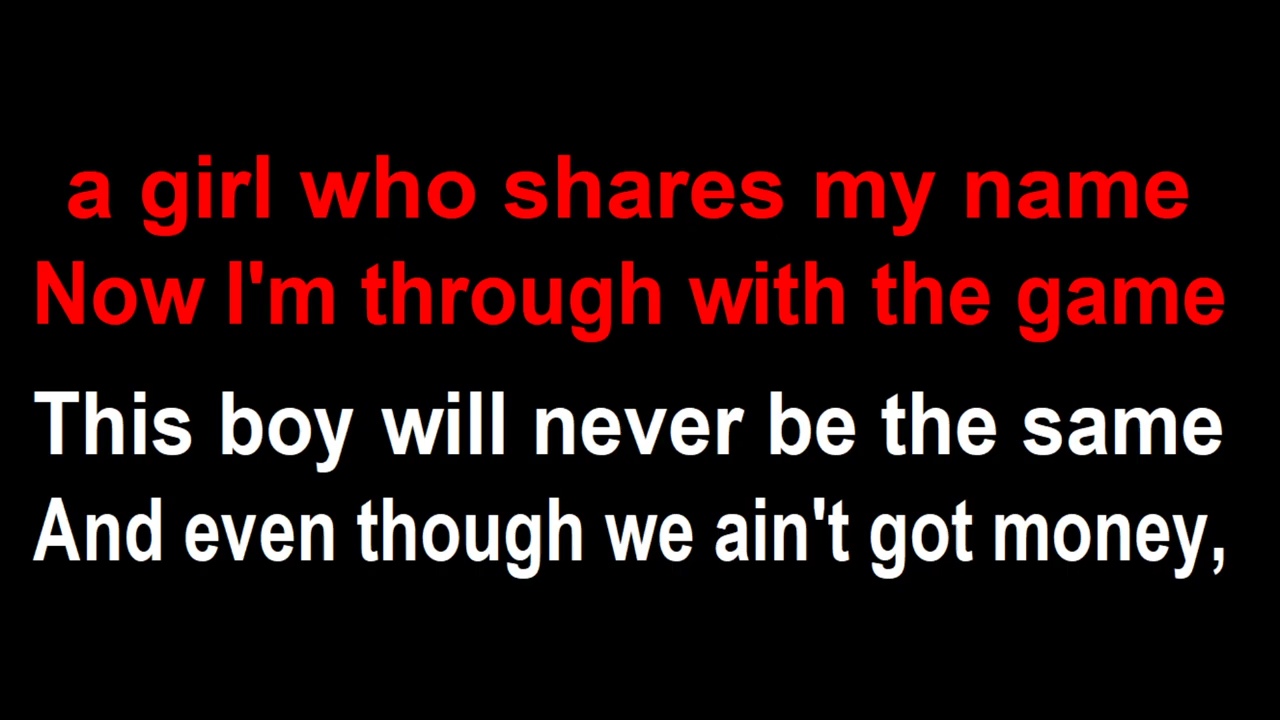 a girl who shares my name
Now I'm through with the game
This boy will never be the same
And even though we ain't got money,